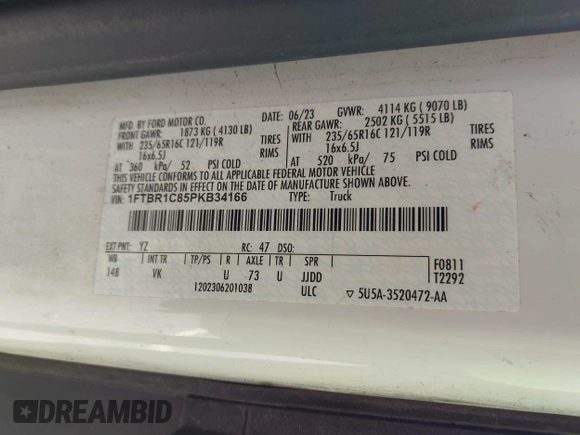 MFD. BY FORD MOTOR CO.
06/23 GVWR: 4114 KG ( 9070 LB)
FRONT GAWR: 1873 KG ( 4130 LB)
REAR GAWR: 2502 KG ( 5515 LB)
WITH 235/65R16C 121/119R TIRES
WITH 235/65R16C 121/119R TIRES
16x6.5J RIMS
16x6.5J RIMS
AT 360 kPa/ 52 PSI COLD
AT 520 kPa/ 75 PSI COLD
THIS VEHICLE CONFORMS TO ALL APPLICABLE FEDERAL MOTOR VEHICLE
SAFETY STANDARDS IN EFFECT ON THE DATE OF MANUFACTURE SHOWN ABOVE.
VIN: 1FTBR1C85PKB34166 TYPE: Truck
EXT PNT: YZ RC: 47 DSO:
WB INT TR TP/PS R AXLE TR SPR
148 VK U 73 U JJDD
1202306201038 ULC
F0811
T2292
▽ 5U5A-3520472-AA
DREAMBID